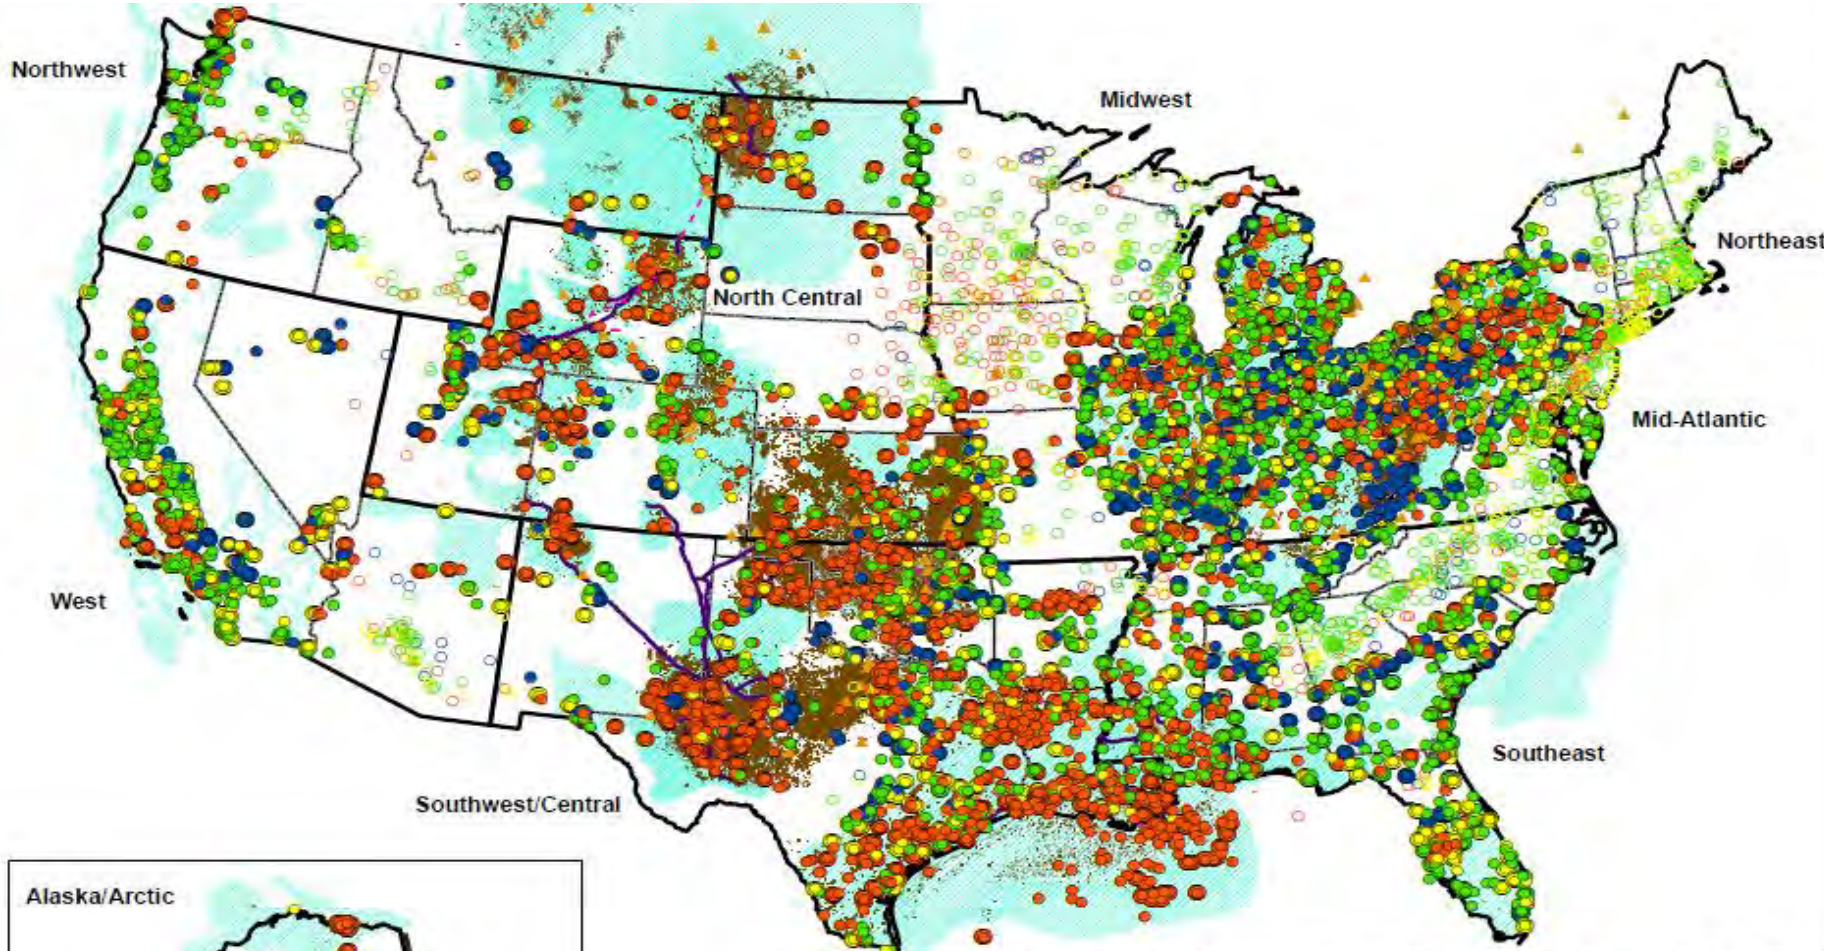 Northwest
Midwest
Northeast
North Central
Mid-Atlantic
West
Southeast
Southwest/Central
Alaska/Arctic